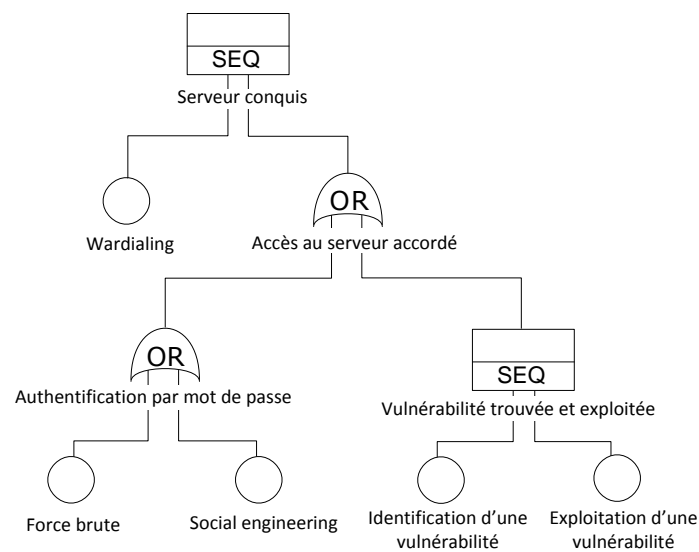 SEQ
Serveur conquis
OR
Wardialing
Accès au serveur accordé
OR
SEQ
Authentification par mot de passe
Vulnérabilité trouvée et exploitée
Force brute
Social engineering
Identification d'une
vulnérabilité
Exploitation d'une
vulnérabilité